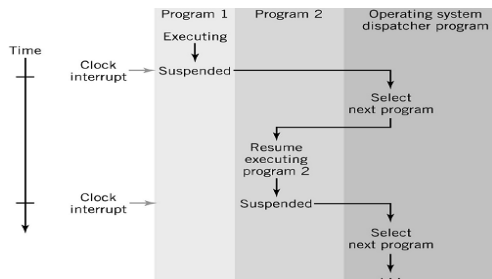 Program 1
Program 2
Operating system
dispatcher program
Executing
Time
Clock
interrupt
Suspended
Select
next program
Resume
executing
program 2
Clock
interrupt
Suspended
Select
next program